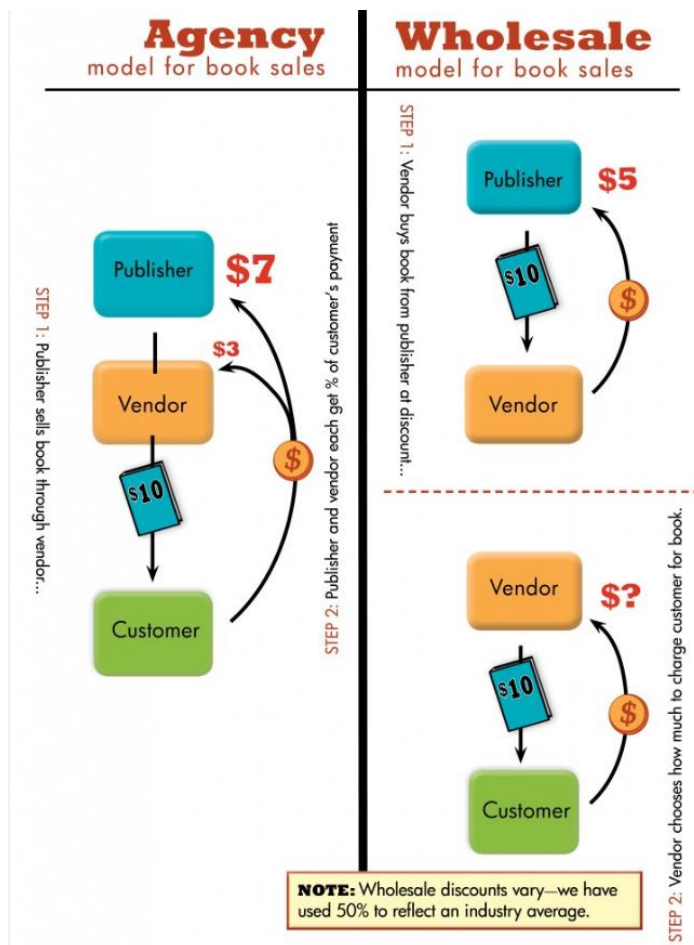 Agency
model for book sales
STEP 1: Publisher sells book through vendor...
Publisher
$7
$3
Vendor
$10
$
Customer
STEP 2: Publisher and vendor each get % of customer's payment
Wholesale
model for book sales
STEP 1: Vendor buys book from publisher at discount...
Publisher
$5
$10
$
Vendor
Vendor
$?
$10
$
Customer
STEP 2: Vendor chooses how much to charge customer for book.
NOTE: Wholesale discounts vary—we have
used 50% to reflect an industry average.